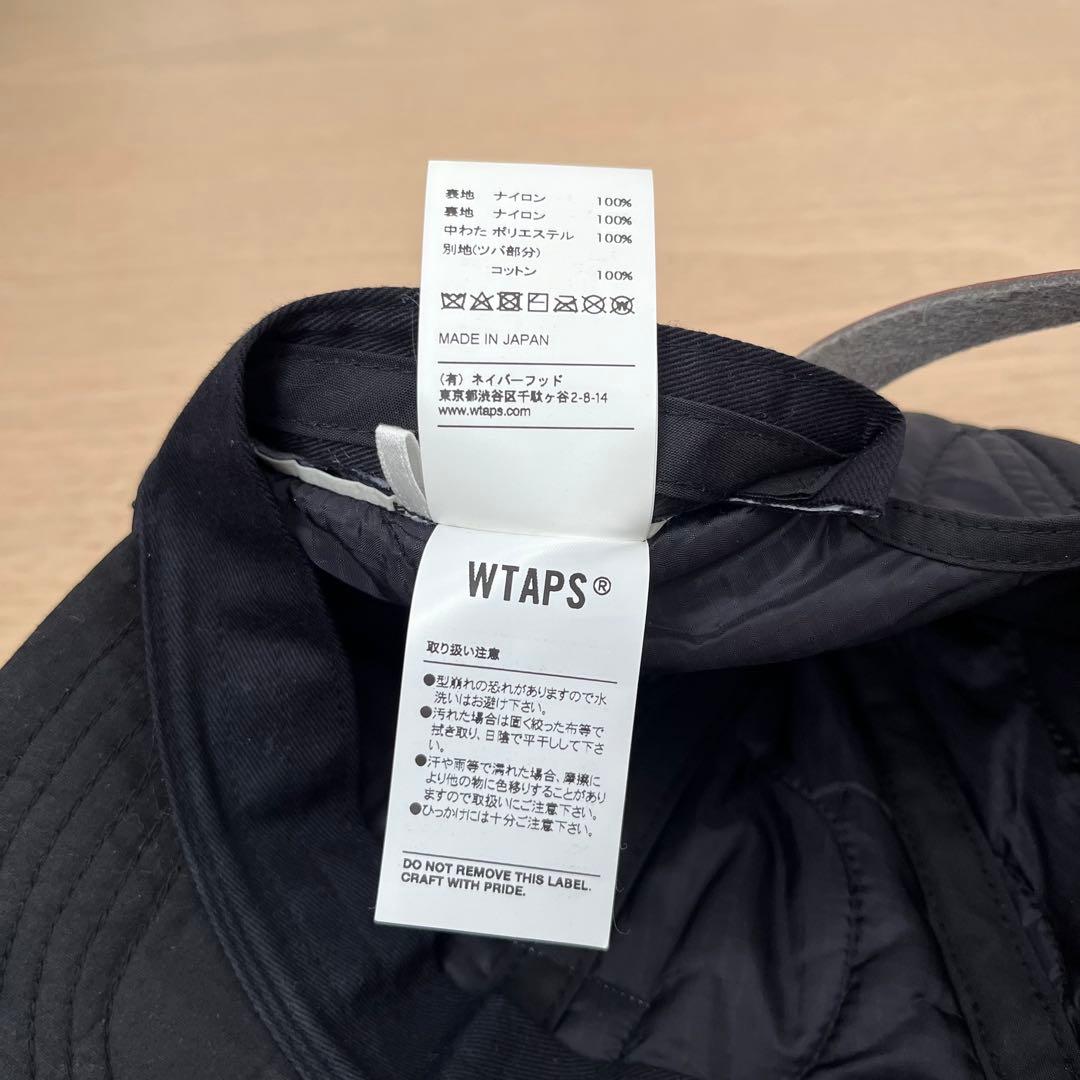 表地 ナイロン 100%
裏地 ナイロン 100%
中わた ポリエステル 100%
別地(ツバ部分)
コットン 100%
MADE IN JAPAN
(有) ネイバーフッド
東京都渋谷区千駄ヶ谷2-8-14
www.wtaps.com
WTAPS®
取り扱い注意
●型崩れの恐れがありますので水
洗いはお避け下さい。
●汚れた場合は固く絞った布等で
拭き取り、日陰で平干しして下さ
い。
●汗や雨等で濡れた場合、摩擦に
より他の物に色移りすることがあり
ますので取扱いにご注意下さい。
●ひっかけには十分ご注意下さい。
DO NOT REMOVE THIS LABEL.
CRAFT WITH PRIDE.